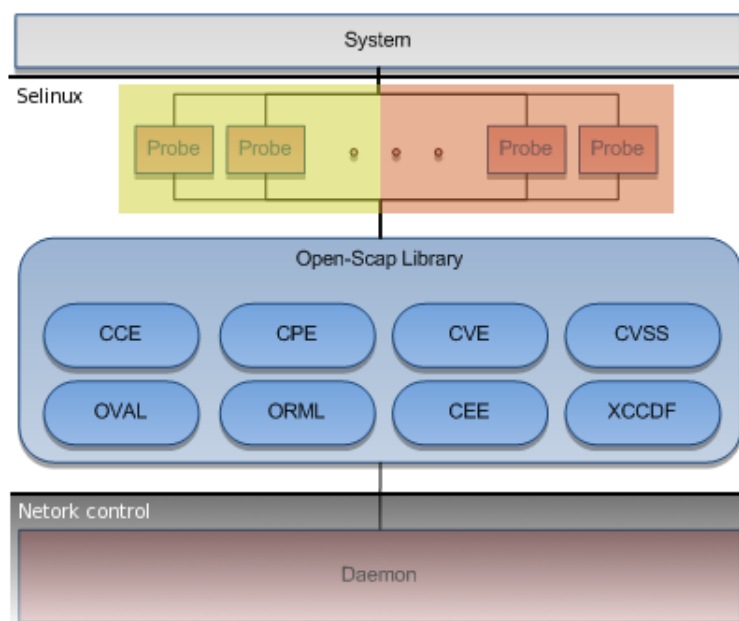 System
Selinux
Probe Probe Probe Probe
Open-Scap Library
CCE CPE CVE CVSS
OVAL ORML CEE XCCDF
Netork control
Daemon